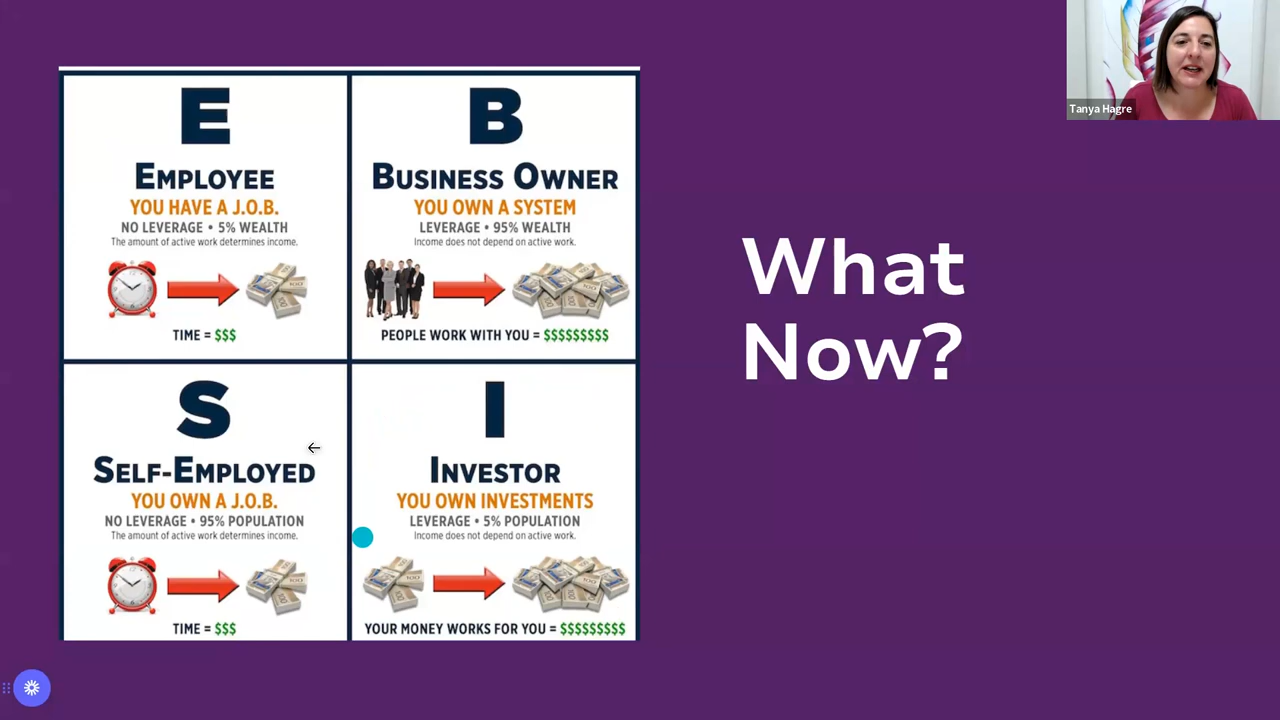 E
EMPLOYEE
YOU HAVE A J.O.B.
NO LEVERAGE • 5% WEALTH
The amount of active work determines income.
TIME = $$$
B
BUSINESS OWNER
YOU OWN A SYSTEM
LEVERAGE • 95% WEALTH
Income does not depend on active work.
PEOPLE WORK WITH YOU = $$$$$$$$$
S
SELF-EMPLOYED
YOU OWN A J.O.B.
NO LEVERAGE • 95% POPULATION
The amount of active work determines income.
TIME = $$$
I
INVESTOR
YOU OWN INVESTMENTS
LEVERAGE • 5% POPULATION
Income does not depend on active work.
YOUR MONEY WORKS FOR YOU = $$$$$$$$$
What
Now?
Tanya Hagre